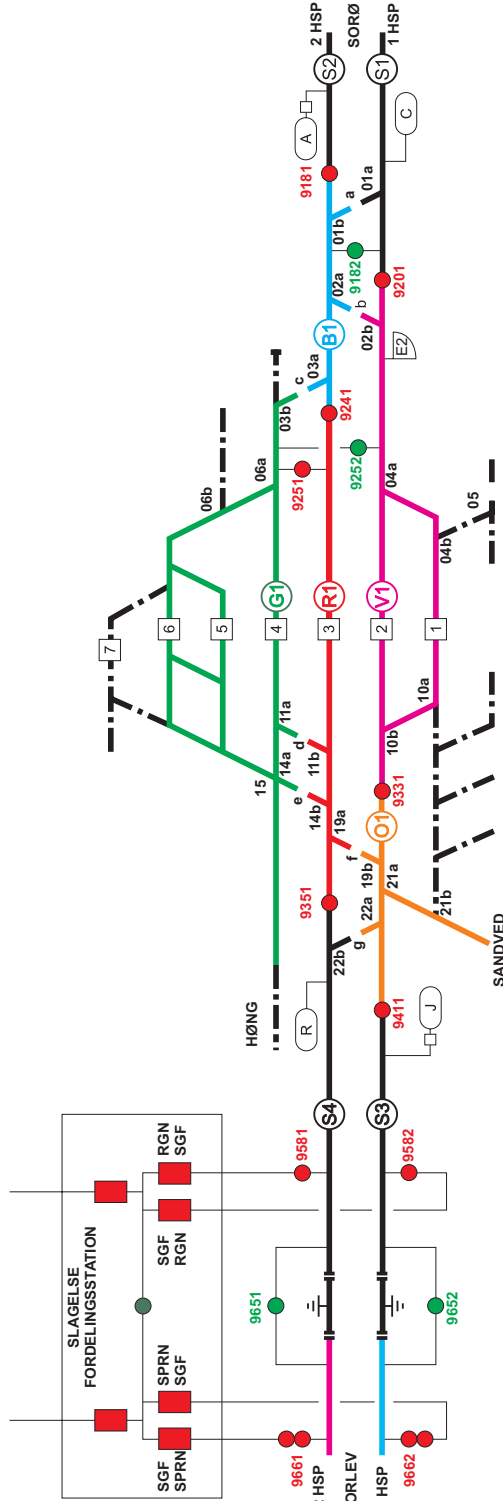 2 HSP
SORØ
1 HSP
S2
S1
A
C
9181
01a
a
01b
9182
9201
02a
b
02b
B1
E2
03a
c
03b
9241
06b
06a
9251
9252
04a
05
04b
7
6
5
4
3
2
1
G1
R1
V1
11a
d
11b
10a
10b
15
14a
e
14b
9331
O1
19a
f
19b
21a
21b
9351
22a
g
22b
SANDVED
HØNG
R
J
9411
S4
S3
SLAGELSE
FORDELINGSSTATION
RGN
SGF
SGF
RGN
9581
9582
9651
9652
SPRN
SGF
SGF
SPRN
9661
9662
HSP
ORLEV
HSP